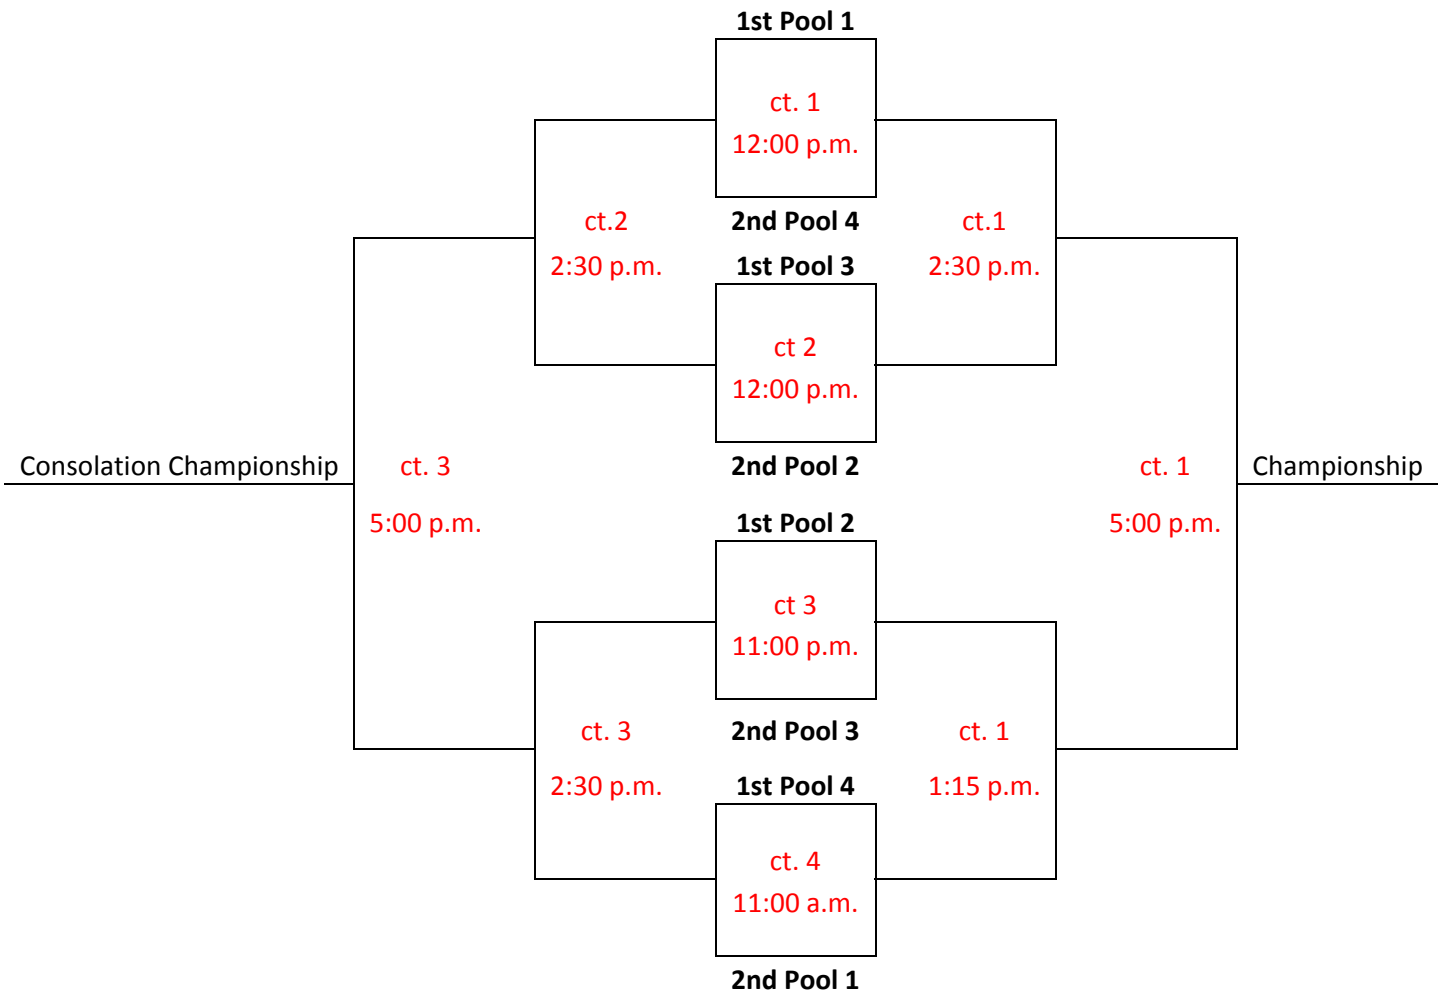 1st Pool 1
ct. 1
12:00 p.m.
ct.2
2nd Pool 4
ct.1
2:30 p.m.
1st Pool 3
2:30 p.m.
ct 2
12:00 p.m.
Consolation Championship
ct. 3
2nd Pool 2
ct. 1
Championship
5:00 p.m.
1st Pool 2
5:00 p.m.
ct 3
11:00 p.m.
ct. 3
2nd Pool 3
ct. 1
2:30 p.m.
1st Pool 4
1:15 p.m.
ct. 4
11:00 a.m.
2nd Pool 1